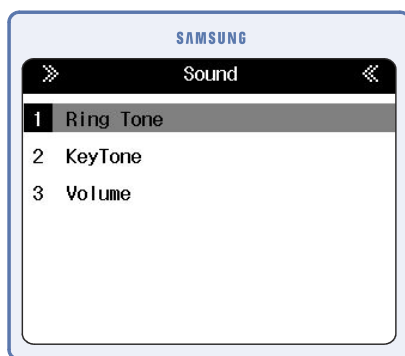 SAMSUNG
Sound
1 Ring Tone
2 KeyTone
3 Volume